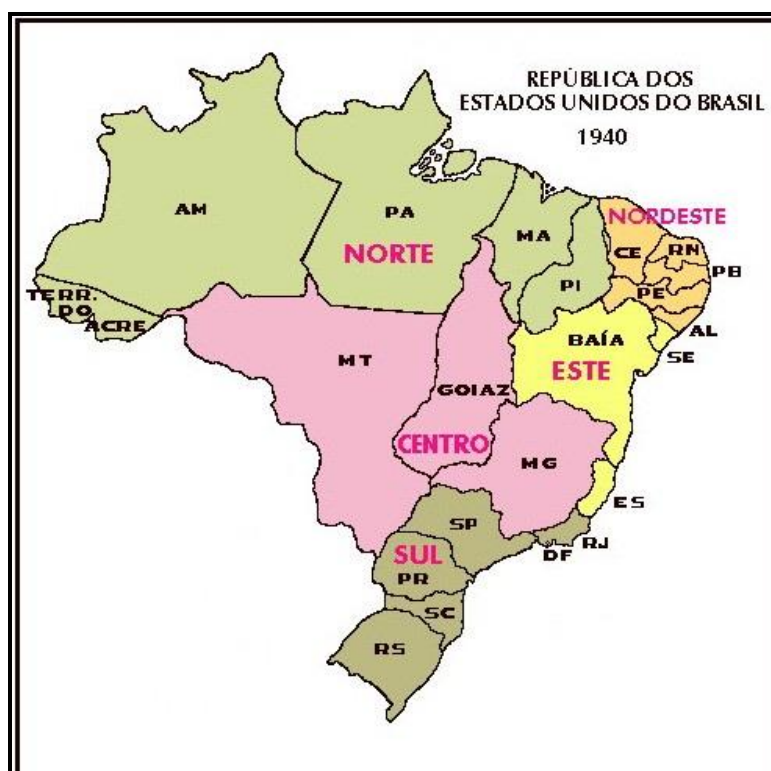 REPÚBLICA DOS
ESTADOS UNIDOS DO BRASIL
1940
AM
PA
NORTE
MA
PI
NORDESTE
CE
RN
PB
PE
AL
SE
TERR.
DO
ACRE
MT
GOIAZ
CENTRO
BAÍA
ESTE
MG
ES
SP
RJ
DF
SUL
PR
SC
RS